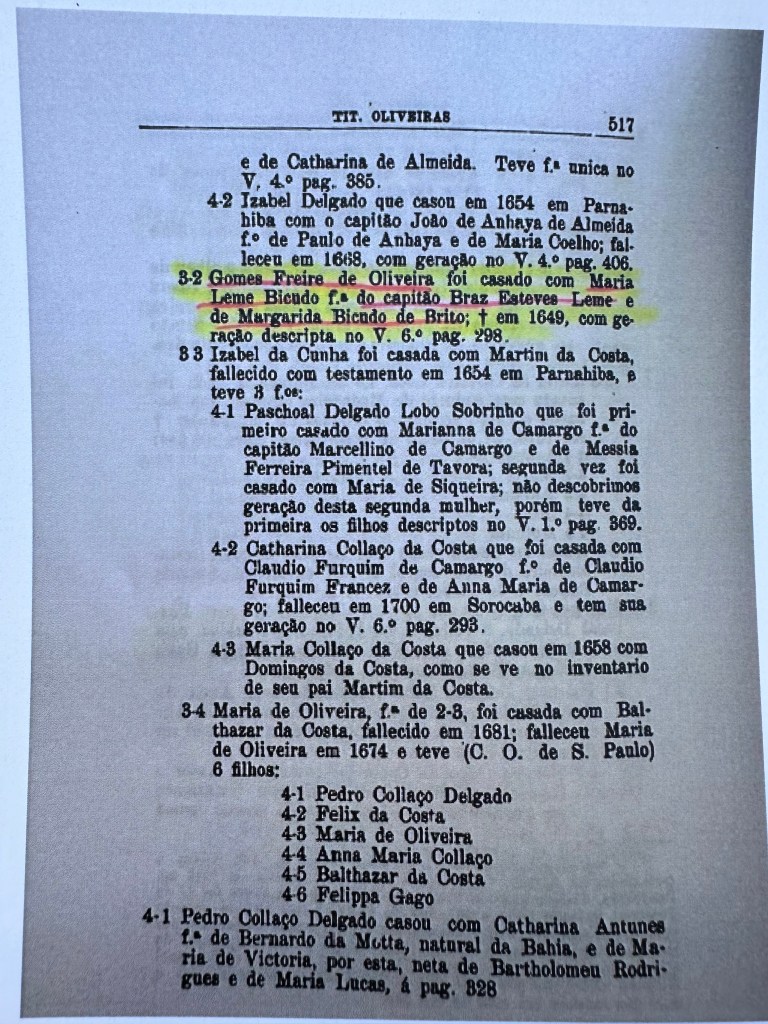 TIT. OLIVEIRAS 517
e de Catharina de Almeida. Teve f.ª unica no
V. 4.º pag. 385.
4-2 Izabel Delgado que casou em 1654 em Parna-
hiba com o capitão João de Anhaya de Almeida
f.º de Paulo de Anhaya e de Maria Coelho; fal-
leceu em 1668, com geração no V. 4.º pag. 406.
3-2 Gomes Freire de Oliveira foi casado com Maria
Leme Bicudo f.ª do capitão Braz Esteves Leme e
de Margarida Bicudo de Brito; † em 1649, com ge-
ração descripta no V. 6.º pag. 298.
3 3 Izabel da Cunha foi casada com Martim da Costa,
fallecido com testamento em 1654 em Parnahiba, e
teve 3 f.os:
4-1 Paschoal Delgado Lobo Sobrinho que foi pri-
meiro casado com Marianna de Camargo f.ª do
capitão Marcellino de Camargo e de Messia
Ferreira Pimentel de Tavora; segunda vez foi
casado com Maria de Siqueira; não descobrimos
geração desta segunda mulher, porém teve da
primeira os filhos descriptos no V. 1.º pag. 369.
4-2 Catharina Collaço da Costa que foi casada com
Claudio Furquim de Camargo f.º de Claudio
Furquim Francez e de Anna Maria de Camar-
go; falleceu em 1700 em Sorocaba e tem sua
geração no V. 6.º pag. 293.
4-3 Maria Collaço da Costa que casou em 1658 com
Domingos da Costa, como se ve no inventario
de seu pai Martim da Costa.
3-4 Maria de Oliveira, f.ª de 2-3, foi casada com Bal-
thazar da Costa, fallecido em 1681; falleceu Maria
de Oliveira em 1674 e teve (C. O. de S. Paulo)
6 filhos:
4-1 Pedro Collaço Delgado
4-2 Felix da Costa
4-3 Maria de Oliveira
4-4 Anna Maria Collaço
4-5 Balthazar da Costa
4-6 Felippa Gago
4-1 Pedro Collaço Delgado casou com Catharina Antunes
f.ª de Bernardo da Motta, natural da Bahia, e de Ma-
ria de Victoria, por esta, neta de Bartholomeu Rodri-
gues e de Maria Lucas, á pag. 328